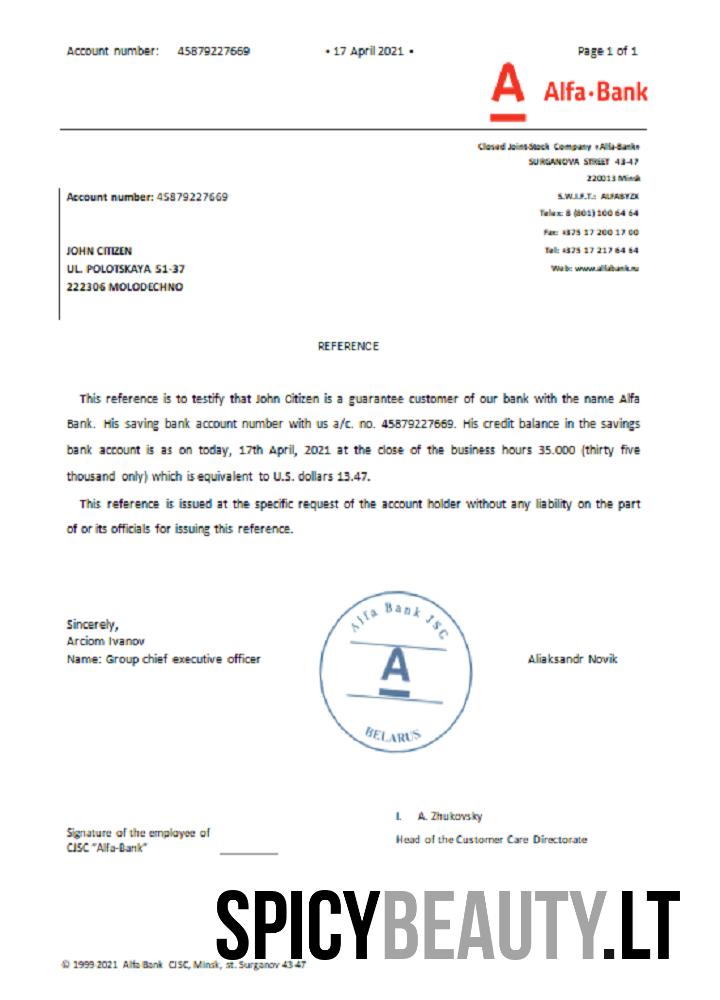 Account number: 45879227669 • 17 April 2021 • Page 1 of 1
A Alfa·Bank
Closed Joint-Stock Company «Alfa-Bank»
SURGANOVA STREET 43-47
220013 Minsk
S.W.I.F.T.: ALFABYZX
Telex: 8 (801) 100 64 64
Fax: +375 17 200 17 00
Tel: +375 17 217 64 64
Web: www.alfabank.ru
Account number: 45879227669
JOHN CITIZEN
UL. POLOTSKAYA 51-37
222306 MOLODECHNO
REFERENCE
This reference is to testify that John Citizen is a guarantee customer of our bank with the name Alfa
Bank. His saving bank account number with us a/c. no. 45879227669. His credit balance in the savings
bank account is as on today, 17th April, 2021 at the close of the business hours 35.000 (thirty five
thousand only) which is equivalent to U.S. dollars 13.47.
This reference is issued at the specific request of the account holder without any liability on the part
of or its officials for issuing this reference.
Sincerely,
Arciom Ivanov
Name: Group chief executive officer
Alfa Bank JSC
A
BELARUS
Aliaksandr Novik
I. A. Zhukovsky
Head of the Customer Care Directorate
Signature of the employee of
CJSC "Alfa-Bank"
SPICYBEAUTY.LT
© 1999-2021 Alfa-Bank CJSC, Minsk, st. Surganov 43-47